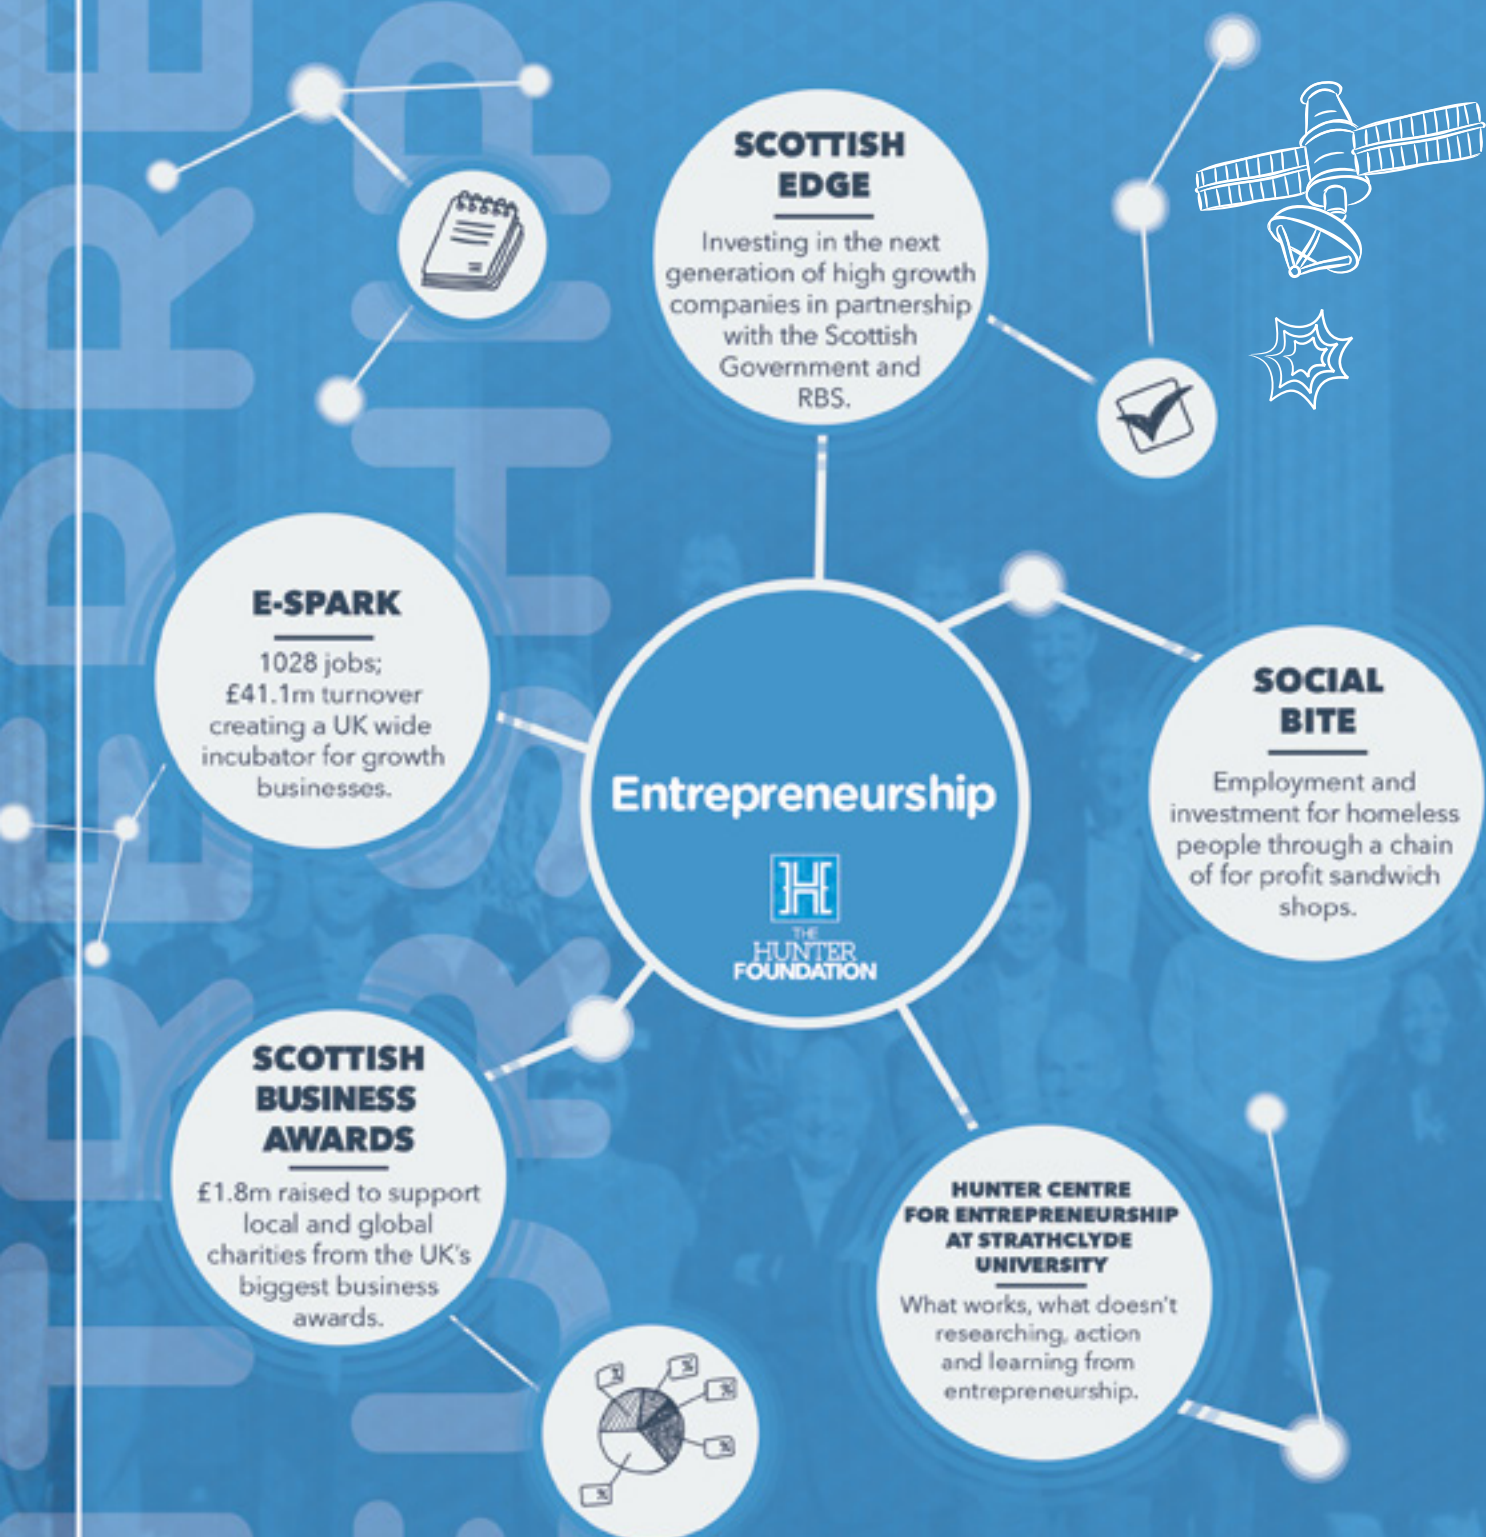 SCOTTISH
EDGE
Investing in the next
generation of high growth
companies in partnership
with the Scottish
Government and
RBS.
E-SPARK
1028 jobs;
£41.1m turnover
creating a UK wide
incubator for growth
businesses.
Entrepreneurship
H
THE
HUNTER
FOUNDATION
SOCIAL
BITE
Employment and
investment for homeless
people through a chain
of for profit sandwich
shops.
SCOTTISH
BUSINESS
AWARDS
£1.8m raised to support
local and global
charities from the UK's
biggest business
awards.
HUNTER CENTRE
FOR ENTREPRENEURSHIP
AT STRATHCLYDE
UNIVERSITY
What works, what doesn't
researching, action
and learning from
entrepreneurship.
%
%
%
%
%